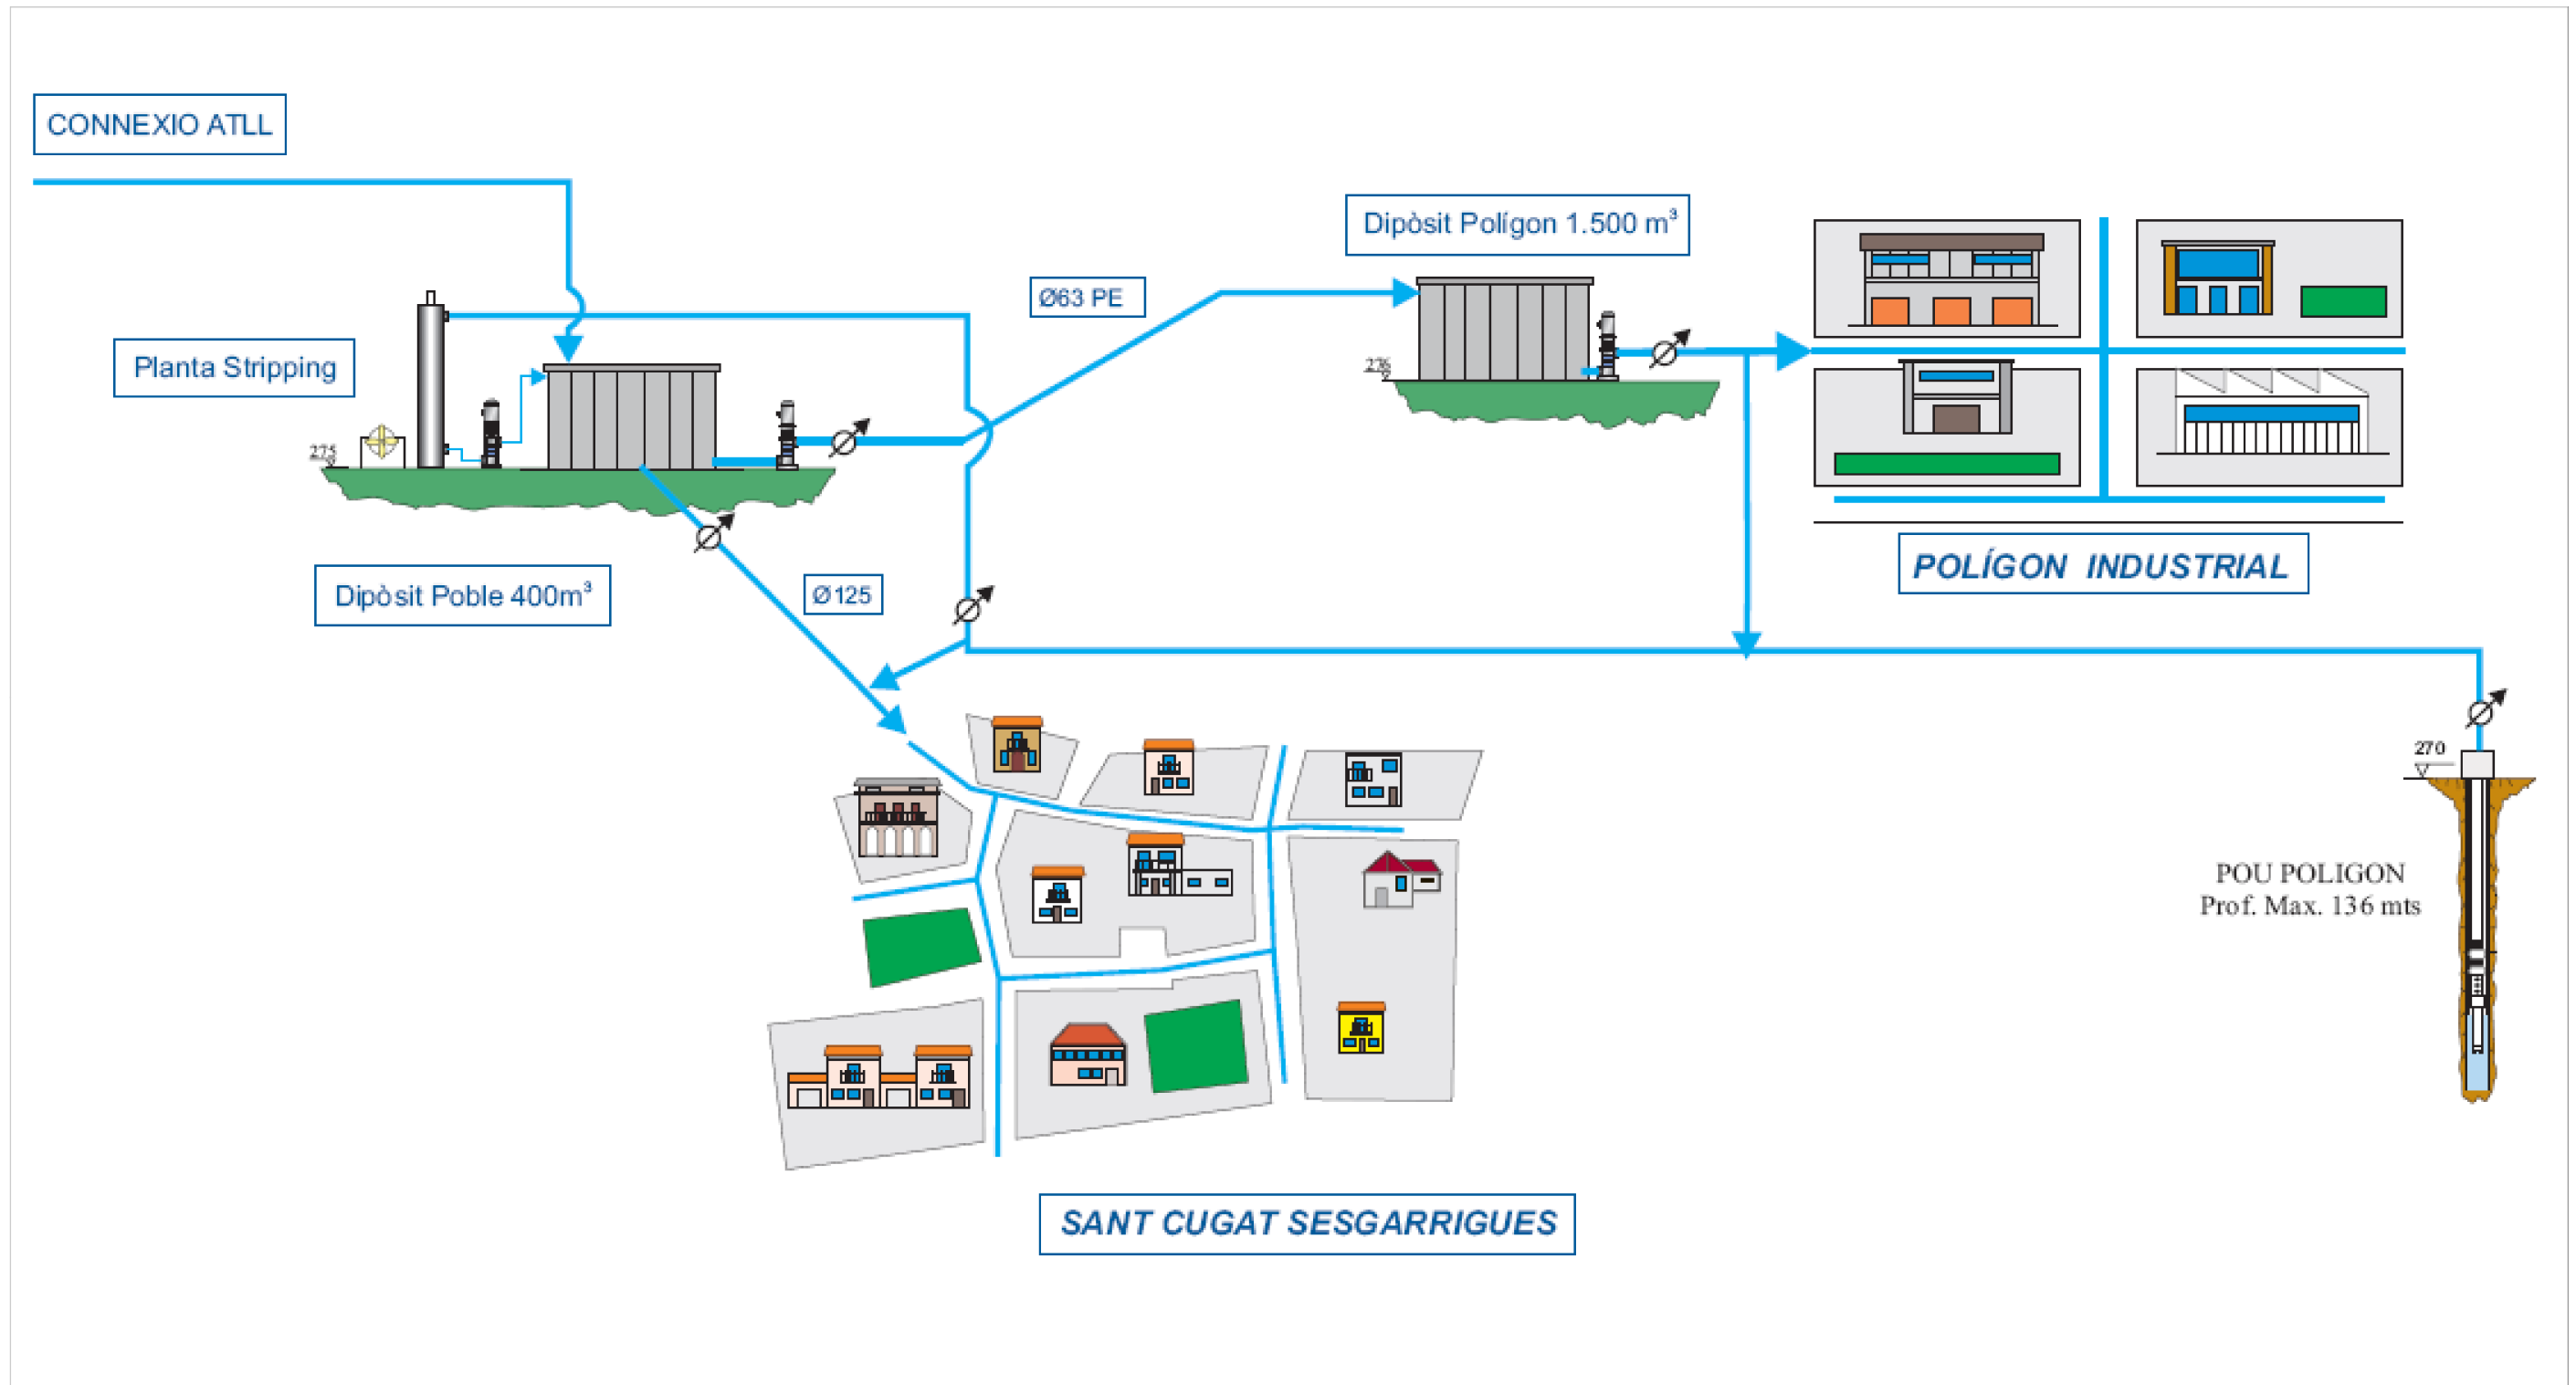 CONNEXIO ATLL
Dipòsit Polígon 1.500 m³
Ø63 PE
Planta Stripping
276
275
Dipòsit Poble 400m³
Ø125
POLÍGON INDUSTRIAL
270
POU POLIGON
Prof. Max. 136 mts
SANT CUGAT SESGARRIGUES